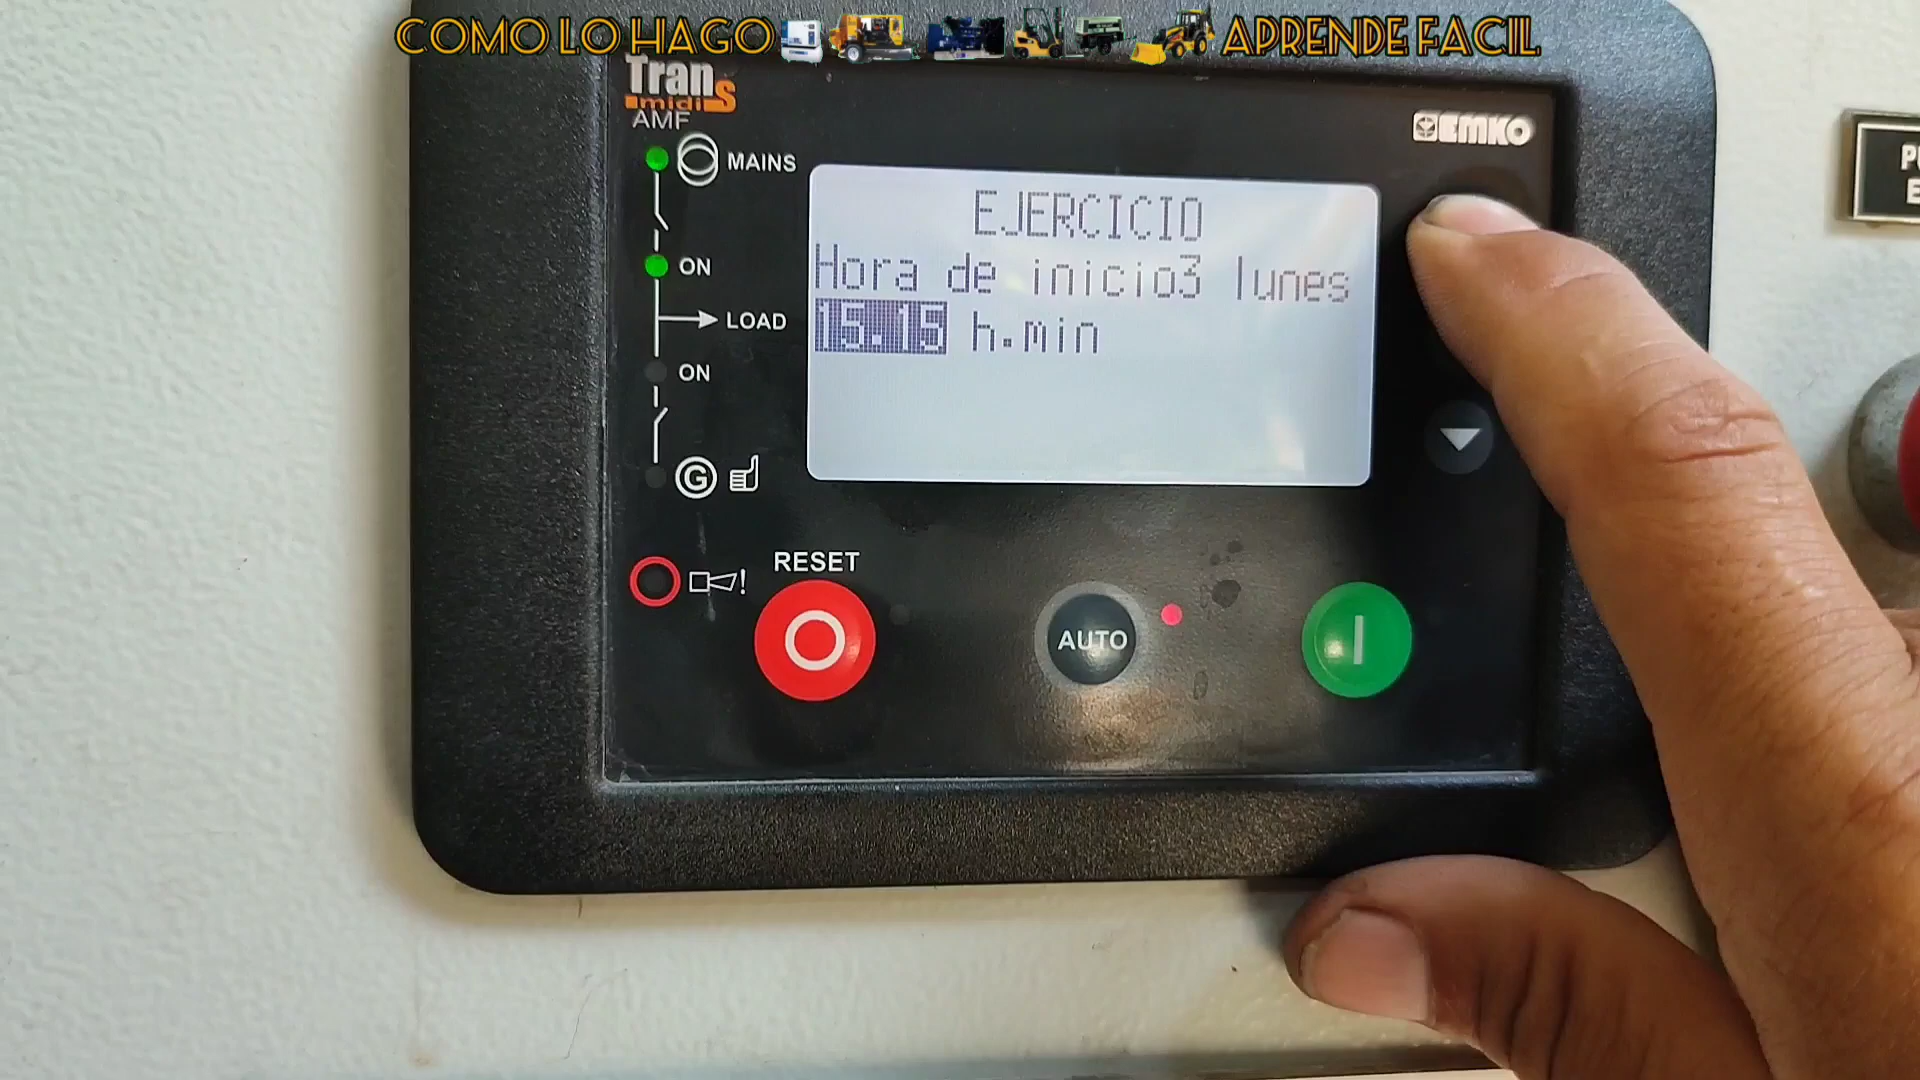 COMO LO HAGO APRENDE FACIL
Trans
midi
AMF
EMKO
MAINS
EJERCICIO
Hora de inicio3 lunes
15.15 h.min
ON
LOAD
ON
G
RESET
AUTO